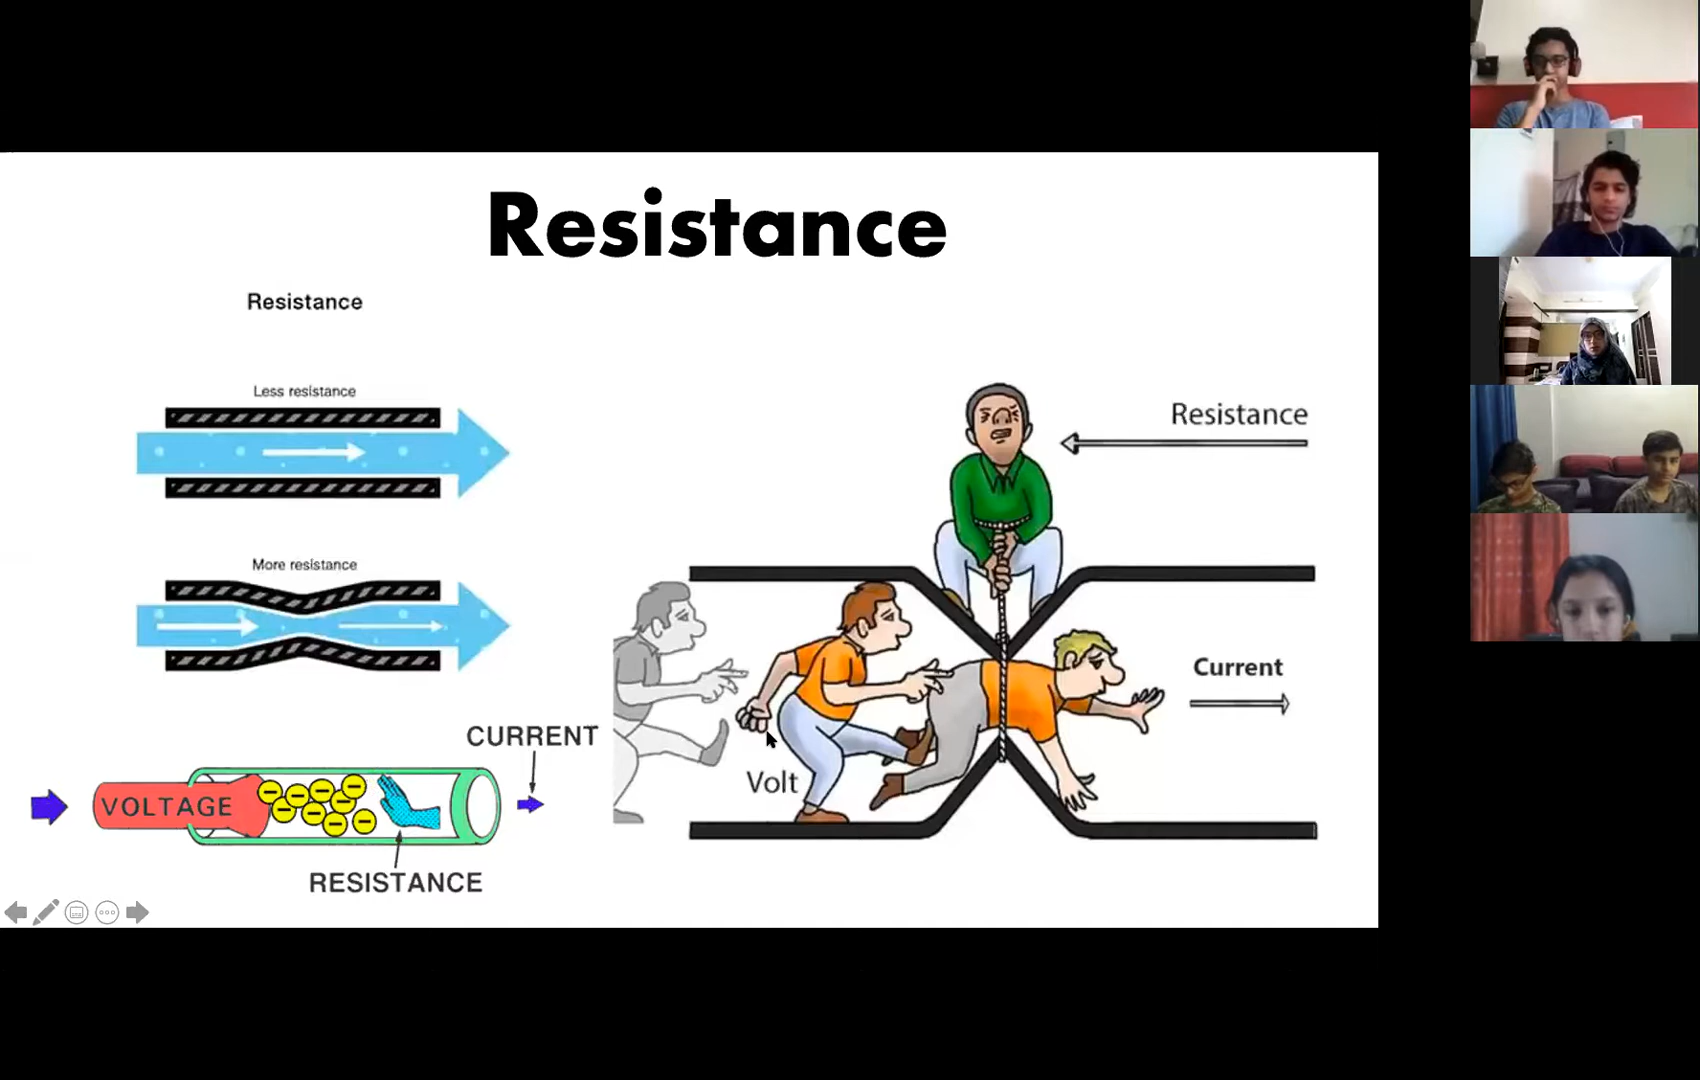 Resistance
Resistance
Less resistance
More resistance
CURRENT
VOLTAGE
RESISTANCE
Resistance
Current
Volt